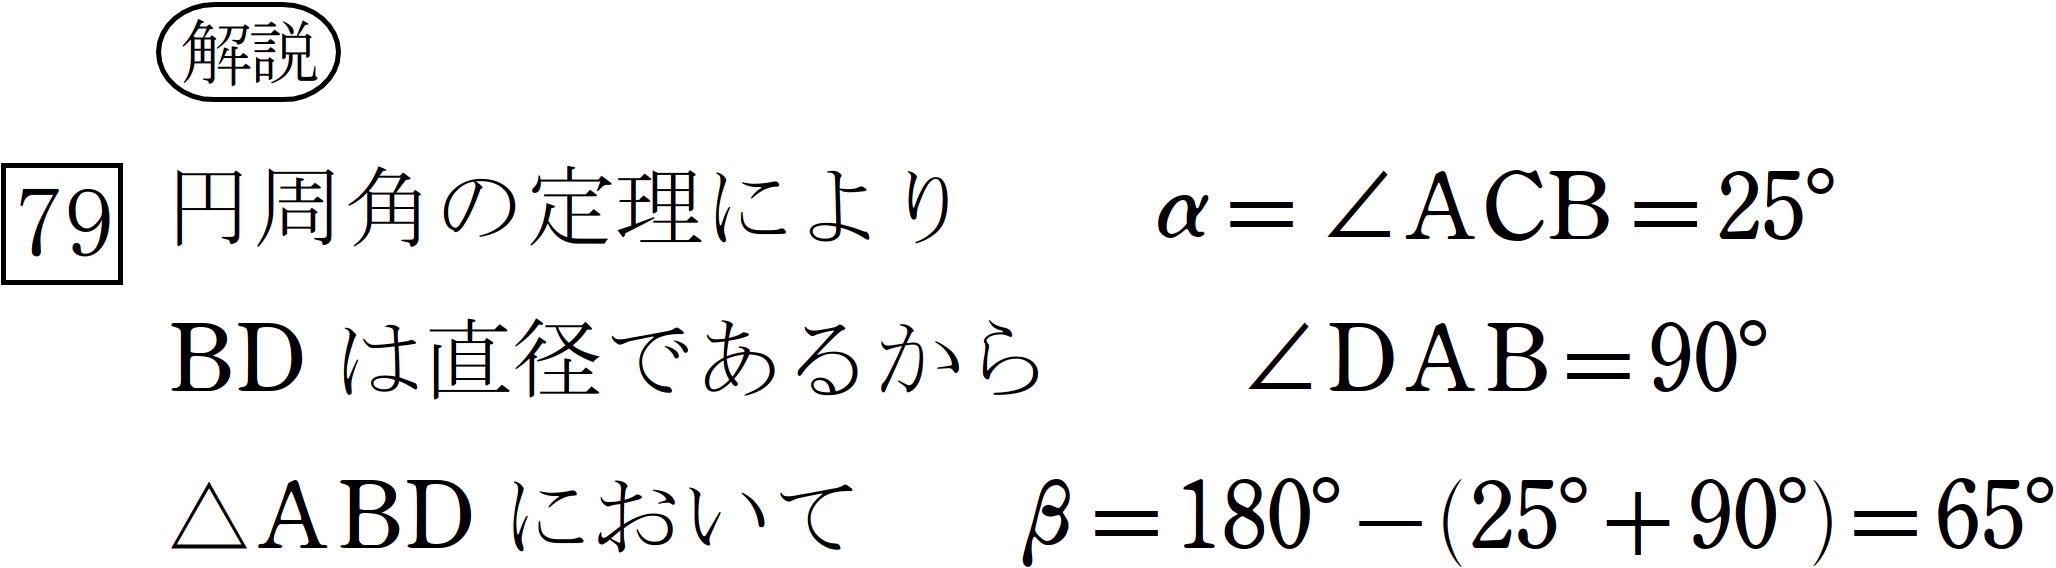 解説
79 円周角の定理により α=∠ACB=25°
BD は直径であるから ∠DAB=90°
△ABD において β=180°−(25°+90°)=65°